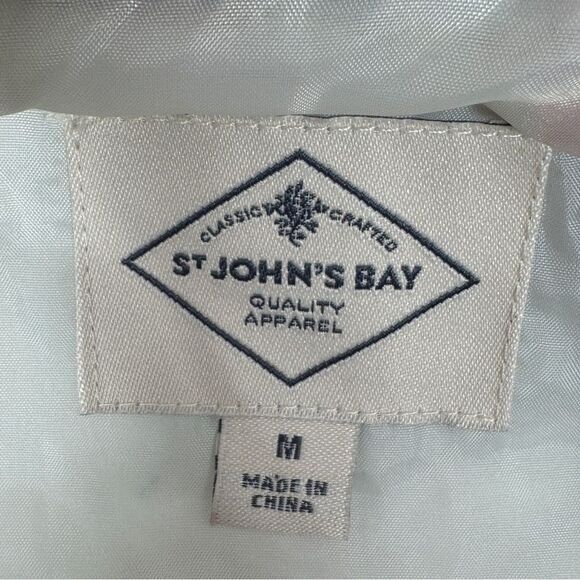 CLASSIC CRAFTED
ST JOHN'S BAY
QUALITY
APPAREL
M
MADE IN
CHINA